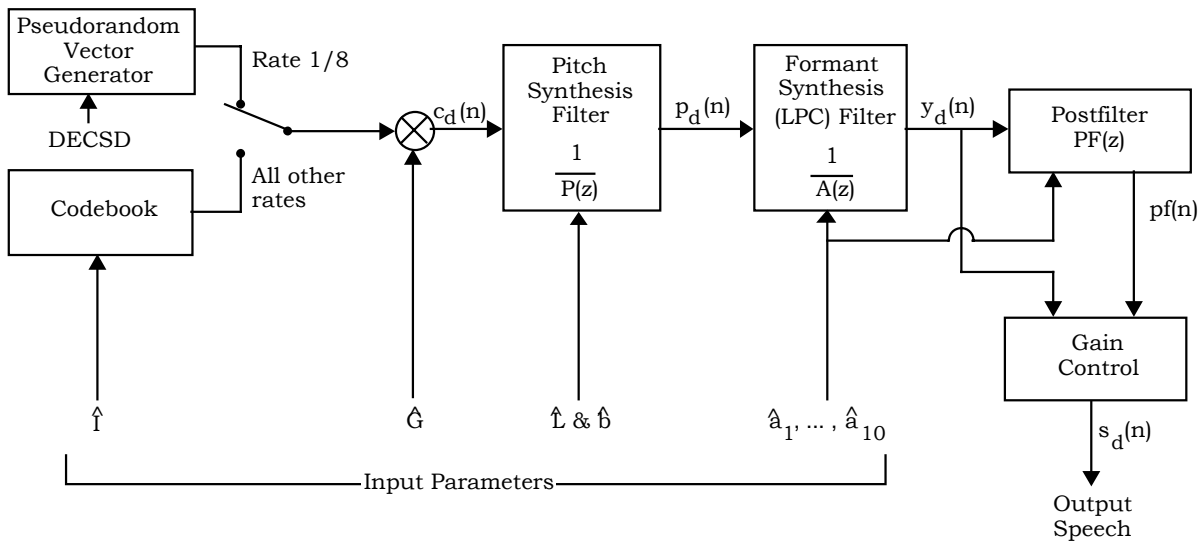 Pseudorandom
Vector
Generator
Rate 1/8
DECSD
Codebook
All other
rates
c_d(n)
Pitch
Synthesis
Filter
1
P(z)
p_d(n)
Formant
Synthesis
(LPC) Filter
1
A(z)
y_d(n)
Postfilter
PF(z)
pf(n)
Gain
Control
s_d(n)
Output
Speech
Î
Ĝ
L̂ & b̂
â_1, ... , â_10
Input Parameters